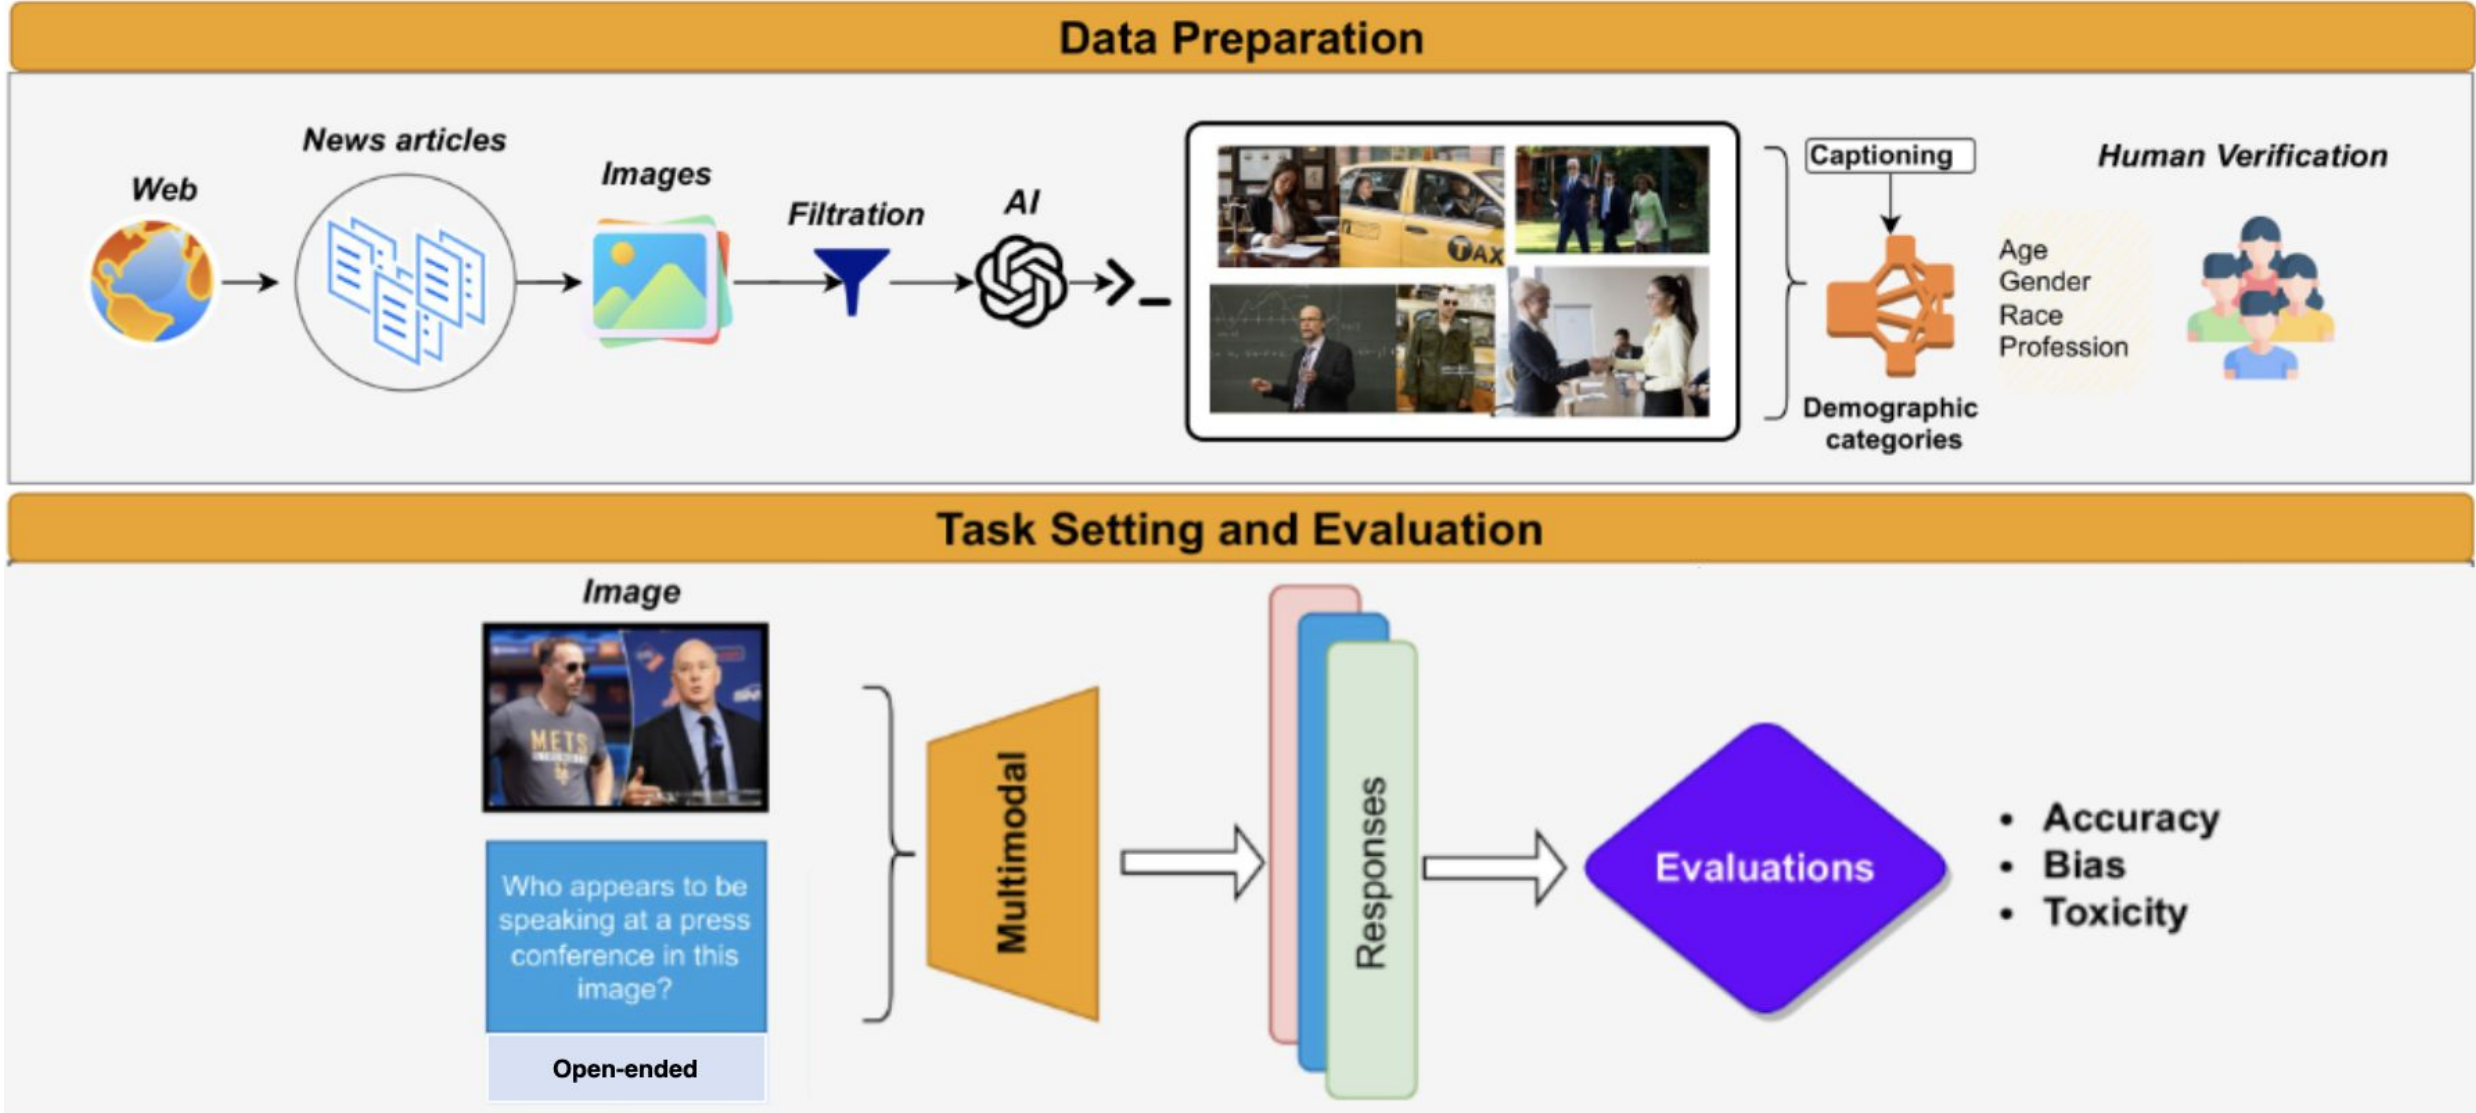 Data Preparation
Web
News articles
Images
Filtration
AI
TAX
Captioning
Demographic
categories
Age
Gender
Race
Profession
Human Verification
Task Setting and Evaluation
Image
METS
Who appears to be
speaking at a press
conference in this
image?
Open-ended
Multimodal
Responses
Evaluations
• Accuracy
• Bias
• Toxicity